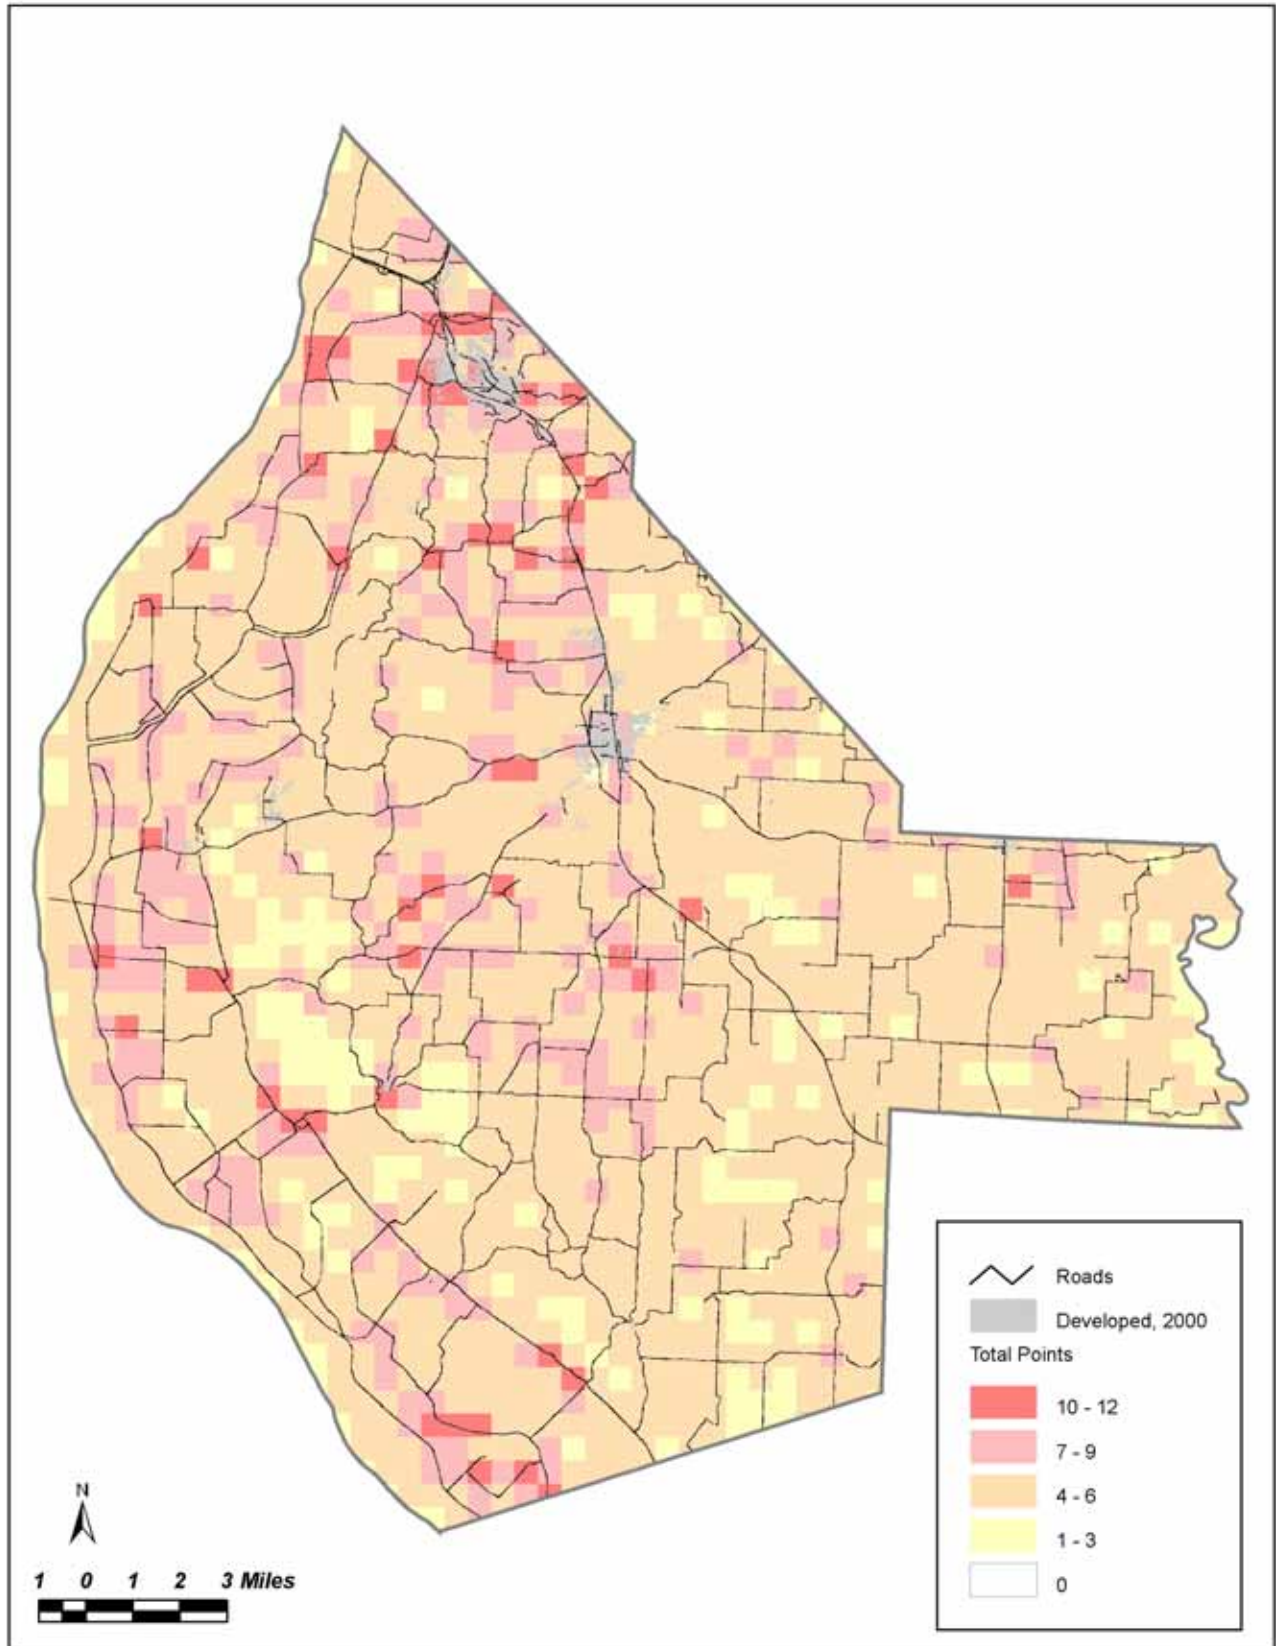 Roads
Developed, 2000
Total Points
10 - 12
7 - 9
4 - 6
1 - 3
0
N
1 0 1 2 3 Miles